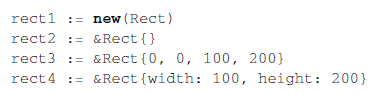 rect1 := new(Rect)
rect2 := &Rect{}
rect3 := &Rect{0, 0, 100, 200}
rect4 := &Rect{width: 100, height: 200}